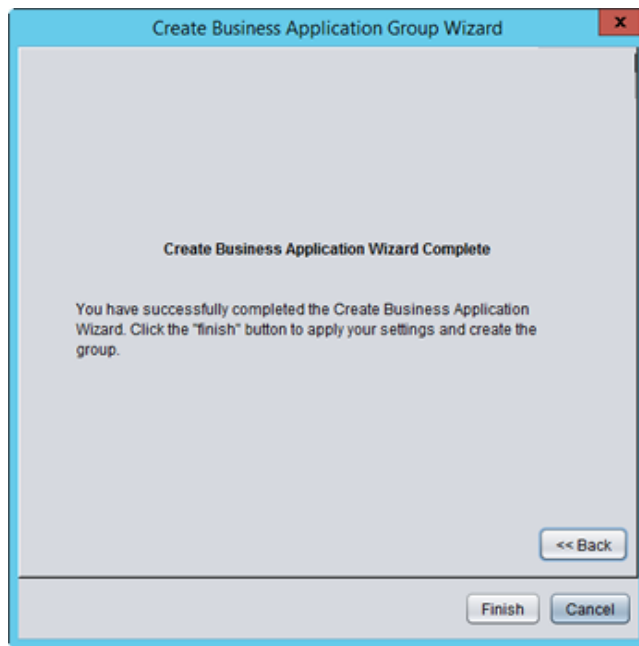 Create Business Application Group Wizard
x
Create Business Application Wizard Complete
You have successfully completed the Create Business Application
Wizard. Click the "finish" button to apply your settings and create the
group.
<< Back
Finish
Cancel